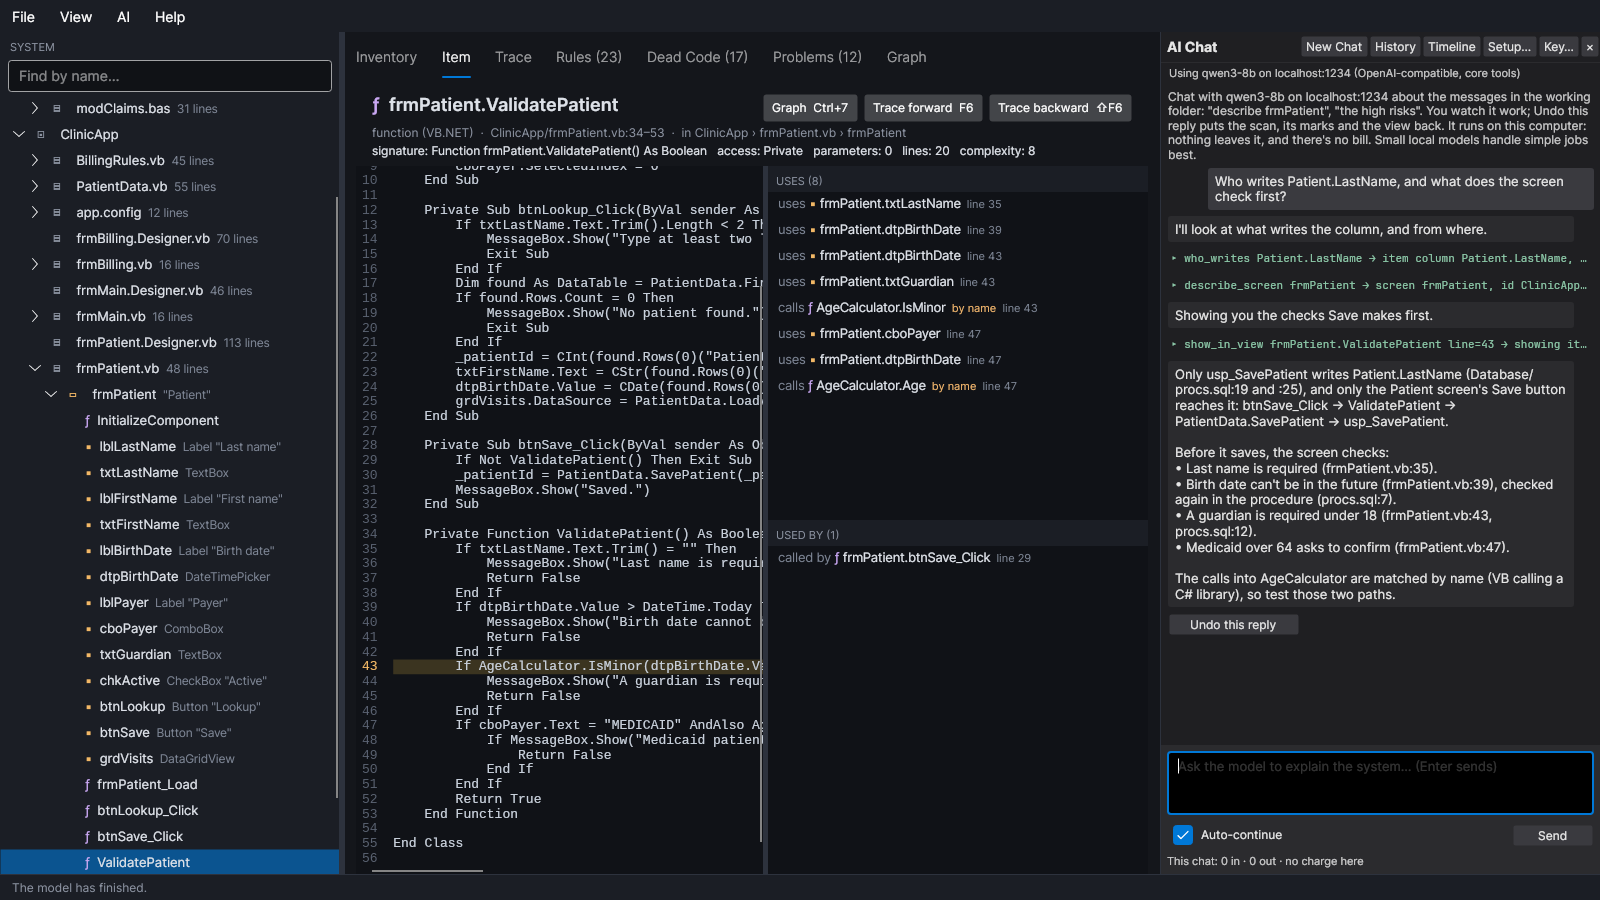 File View AI Help
SYSTEM
Find by name...
modClaims.bas 31 lines
ClinicApp
BillingRules.vb 45 lines
PatientData.vb 55 lines
app.config 12 lines
frmBilling.Designer.vb 70 lines
frmBilling.vb 16 lines
frmMain.Designer.vb 46 lines
frmMain.vb 16 lines
frmPatient.Designer.vb 113 lines
frmPatient.vb 48 lines
frmPatient "Patient"
ƒ InitializeComponent
lblLastName Label "Last name"
txtLastName TextBox
lblFirstName Label "First name"
txtFirstName TextBox
lblBirthDate Label "Birth date"
dtpBirthDate DateTimePicker
lblPayer Label "Payer"
cboPayer ComboBox
txtGuardian TextBox
chkActive CheckBox "Active"
btnLookup Button "Lookup"
btnSave Button "Save"
grdVisits DataGridView
ƒ frmPatient_Load
ƒ btnLookup_Click
ƒ btnSave_Click
ƒ ValidatePatient
The model has finished.
Inventory Item Trace Rules (23) Dead Code (17) Problems (12) Graph
ƒ frmPatient.ValidatePatient
Graph Ctrl+7 Trace forward F6 Trace backward ⇧F6
function (VB.NET) · ClinicApp/frmPatient.vb:34–53 · in ClinicApp › frmPatient.vb › frmPatient
signature: Function frmPatient.ValidatePatient() As Boolean access: Private parameters: 0 lines: 20 complexity: 8
9 cboPayer.SelectedIndex = 0
10 End Sub
11
12 Private Sub btnLookup_Click(ByVal sender As
13 If txtLastName.Text.Trim().Length < 2 Th
14 MessageBox.Show("Type at least two
15 Exit Sub
16 End If
17 Dim found As DataTable = PatientData.Fi
18 If found.Rows.Count = 0 Then
19 MessageBox.Show("No patient found."
20 Exit Sub
21 End If
22 _patientId = CInt(found.Rows(0)("Patien
23 txtFirstName.Text = CStr(found.Rows(0)(
24 dtpBirthDate.Value = CDate(found.Rows(0
25 grdVisits.DataSource = PatientData.Load
26 End Sub
27
28 Private Sub btnSave_Click(ByVal sender As O
29 If Not ValidatePatient() Then Exit Sub
30 _patientId = PatientData.SavePatient(_p
31 MessageBox.Show("Saved.")
32 End Sub
33
34 Private Function ValidatePatient() As Boole
35 If txtLastName.Text.Trim() = "" Then
36 MessageBox.Show("Last name is requi
37 Return False
38 End If
39 If dtpBirthDate.Value > DateTime.Today
40 MessageBox.Show("Birth date cannot
41 Return False
42 End If
43 If AgeCalculator.IsMinor(dtpBirthDate.V
44 MessageBox.Show("A guardian is requ
45 Return False
46 End If
47 If cboPayer.Text = "MEDICAID" AndAlso A
48 If MessageBox.Show("Medicaid patien
49 Return False
50 End If
51 End If
52 Return True
53 End Function
54
55 End Class
56
USES (8)
uses frmPatient.txtLastName line 35
uses frmPatient.dtpBirthDate line 39
uses frmPatient.dtpBirthDate line 43
uses frmPatient.txtGuardian line 43
calls ƒ AgeCalculator.IsMinor by name line 43
uses frmPatient.cboPayer line 47
uses frmPatient.dtpBirthDate line 47
calls ƒ AgeCalculator.Age by name line 47
USED BY (1)
called by ƒ frmPatient.btnSave_Click line 29
AI Chat New Chat History Timeline Setup... Key... ×
Using qwen3-8b on localhost:1234 (OpenAI-compatible, core tools)
Chat with qwen3-8b on localhost:1234 about the messages in the working
folder: "describe frmPatient", "the high risks". You watch it work; Undo this
reply puts the scan, its marks and the view back. It runs on this computer:
nothing leaves it, and there's no bill. Small local models handle simple jobs
best.
Who writes Patient.LastName, and what does the screen
check first?
I'll look at what writes the column, and from where.
▸ who_writes Patient.LastName → item column Patient.LastName, …
▸ describe_screen frmPatient → screen frmPatient, id ClinicApp…
Showing you the checks Save makes first.
▸ show_in_view frmPatient.ValidatePatient line=43 → showing it…
Only usp_SavePatient writes Patient.LastName (Database/
procs.sql:19 and :25), and only the Patient screen's Save button
reaches it: btnSave_Click → ValidatePatient →
PatientData.SavePatient → usp_SavePatient.
Before it saves, the screen checks:
• Last name is required (frmPatient.vb:35).
• Birth date can't be in the future (frmPatient.vb:39), checked
again in the procedure (procs.sql:7).
• A guardian is required under 18 (frmPatient.vb:43,
procs.sql:12).
• Medicaid over 64 asks to confirm (frmPatient.vb:47).
The calls into AgeCalculator are matched by name (VB calling a
C# library), so test those two paths.
Undo this reply
Ask the model to explain the system... (Enter sends)
Auto-continue
Send
This chat: 0 in · 0 out · no charge here